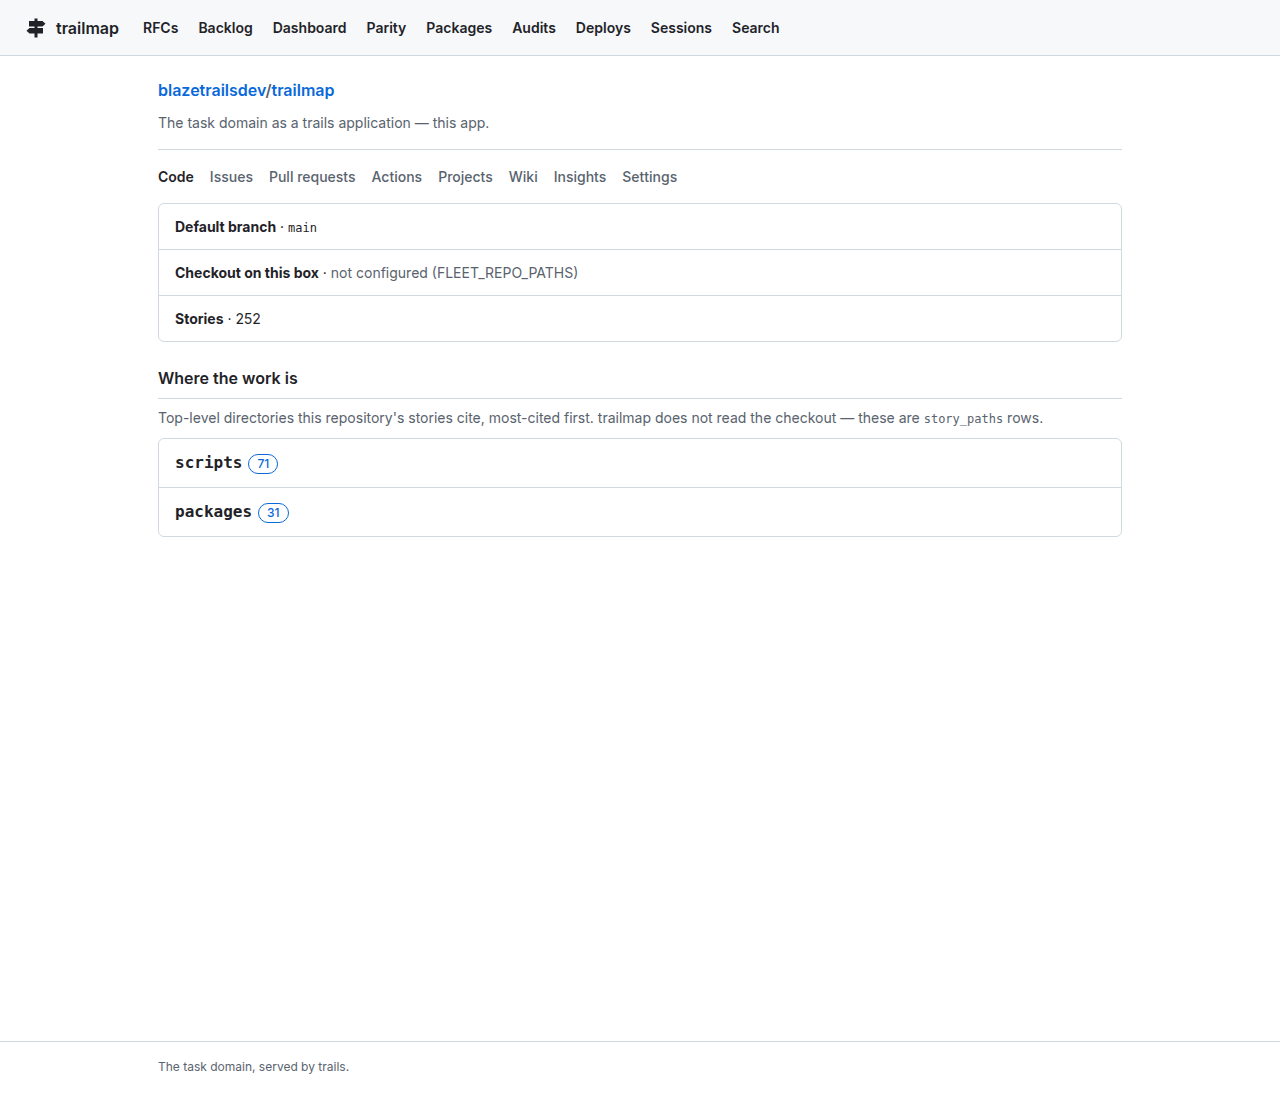 trailmap RFCs Backlog Dashboard Parity Packages Audits Deploys Sessions Search
blazetrailsdev/trailmap
The task domain as a trails application — this app.
Code Issues Pull requests Actions Projects Wiki Insights Settings
Default branch · main
Checkout on this box · not configured (FLEET_REPO_PATHS)
Stories · 252
Where the work is
Top-level directories this repository's stories cite, most-cited first. trailmap does not read the checkout — these are story_paths rows.
scripts 71
packages 31
The task domain, served by trails.